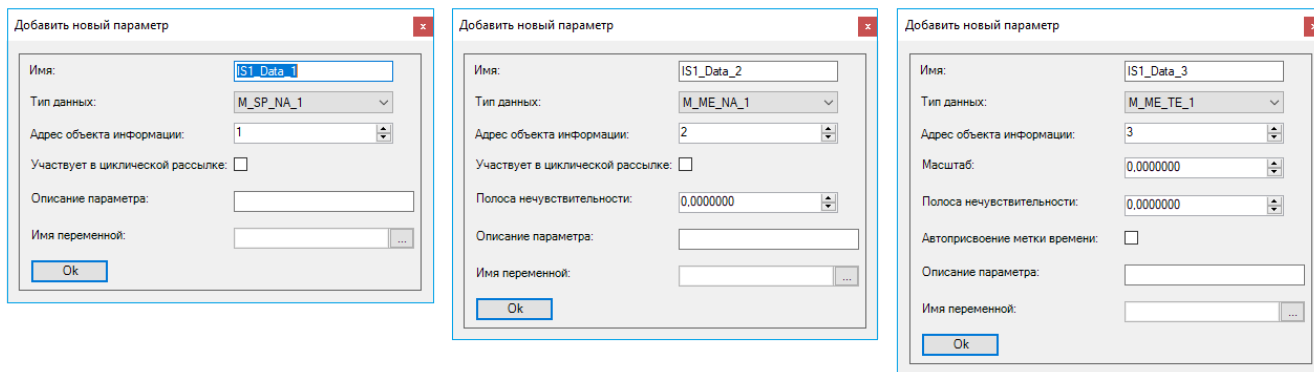 Добавить новый параметр
x
Имя: IS1_Data_1
Тип данных: M_SP_NA_1
Адрес объекта информации: 1
Участвует в циклической рассылке:
Описание параметра:
Имя переменной: ...
Ok
Добавить новый параметр
x
Имя: IS1_Data_2
Тип данных: M_ME_NA_1
Адрес объекта информации: 2
Участвует в циклической рассылке:
Полоса нечувствительности: 0,0000000
Описание параметра:
Имя переменной: ...
Ok
Добавить новый параметр
x
Имя: IS1_Data_3
Тип данных: M_ME_TE_1
Адрес объекта информации: 3
Масштаб: 0,0000000
Полоса нечувствительности: 0,0000000
Автоприсвоение метки времени:
Описание параметра:
Имя переменной: ...
Ok